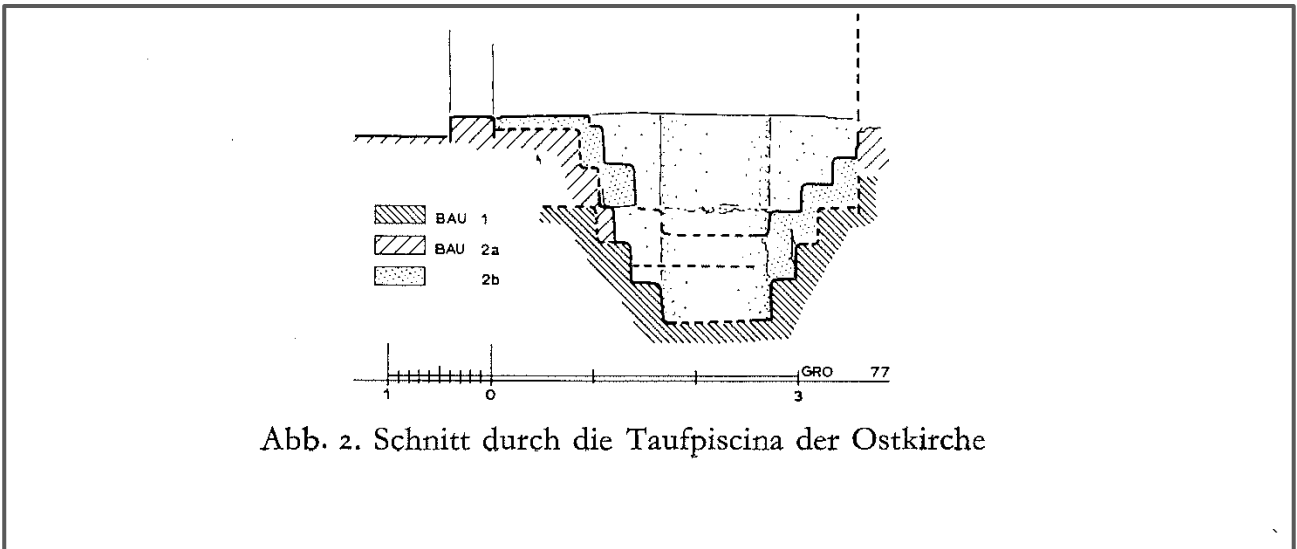 BAU 1
BAU 2a
2b
GRO 77
1 0 3
Abb. 2. Schnitt durch die Taufpiscina der Ostkirche